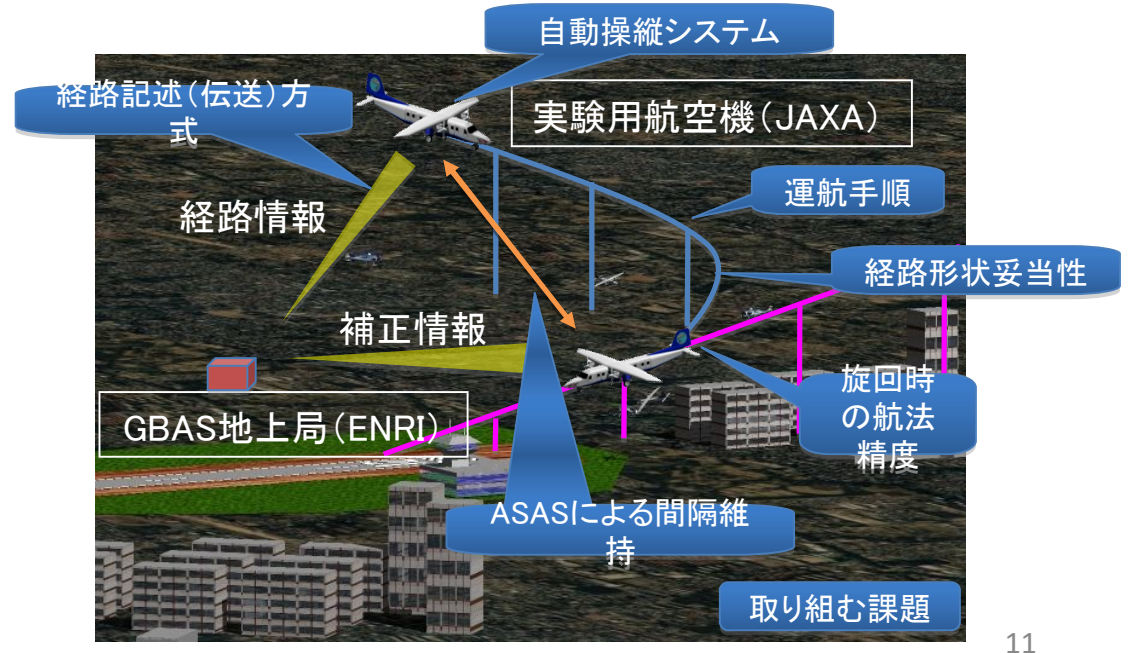 自動操縦システム
経路記述(伝送)方
式
実験用航空機(JAXA)
運航手順
経路情報
経路形状妥当性
補正情報
旋回時
の航法
精度
GBAS地上局(ENRI)
ASASによる間隔維
持
取り組む課題
11